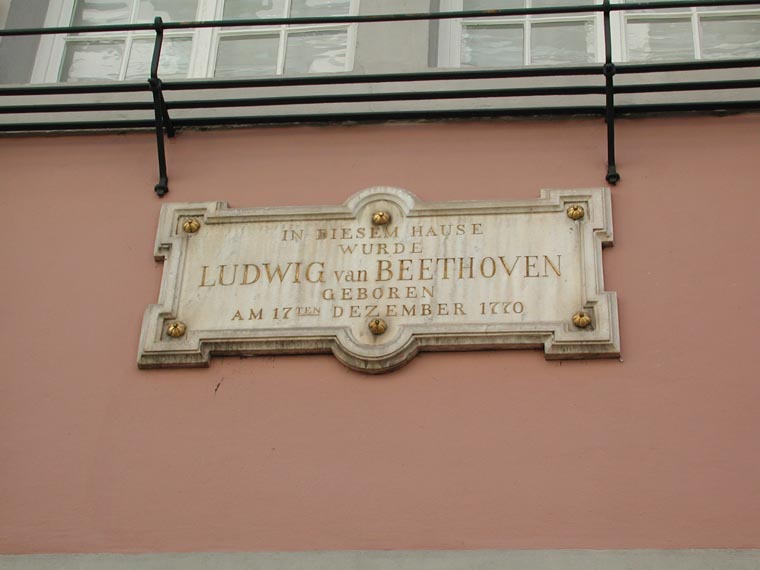 IN DIESEM HAUSE
WURDE
LUDWIG van BEETHOVEN
GEBOREN
AM 17TEN DEZEMBER 1770